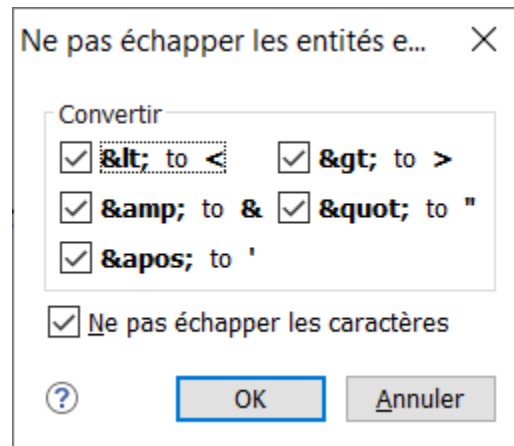 Ne pas échapper les entités e...
Convertir
&lt; to < &gt; to >
&amp; to & &quot; to "
&apos; to '
Ne pas échapper les caractères
? OK Annuler